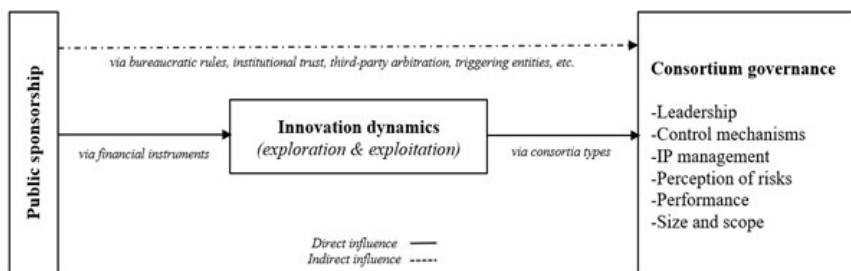 Public sponsorship
via bureaucratic rules, institutional trust, third-party arbitration, triggering entities, etc.
via financial instruments
Innovation dynamics
(exploration & exploitation)
via consortia types
Consortium governance
-Leadership
-Control mechanisms
-IP management
-Perception of risks
-Performance
-Size and scope
Direct influence
Indirect influence